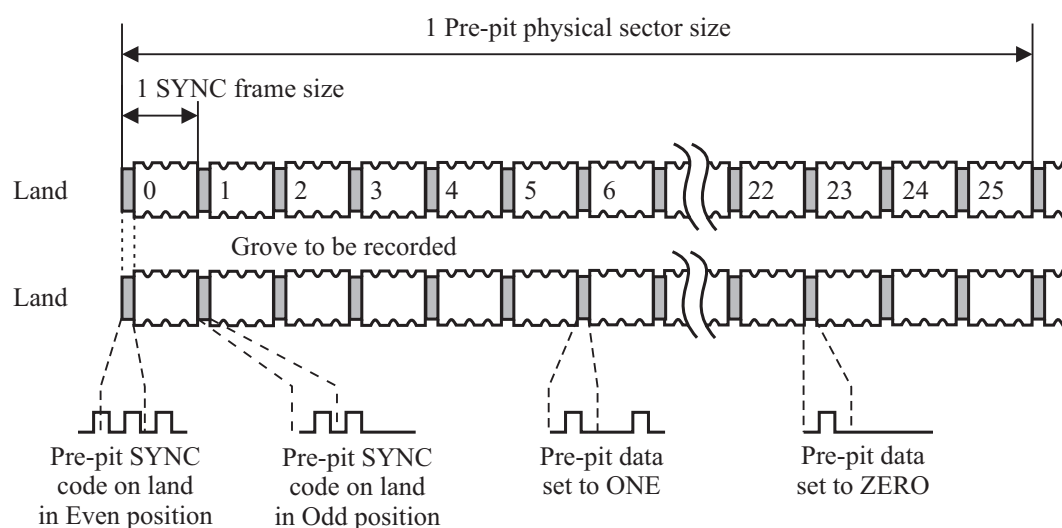 1 Pre-pit physical sector size
1 SYNC frame size
Land 0 1 2 3 4 5 6 22 23 24 25
Grove to be recorded
Land
Pre-pit SYNC
code on land
in Even position
Pre-pit SYNC
code on land
in Odd position
Pre-pit data
set to ONE
Pre-pit data
set to ZERO